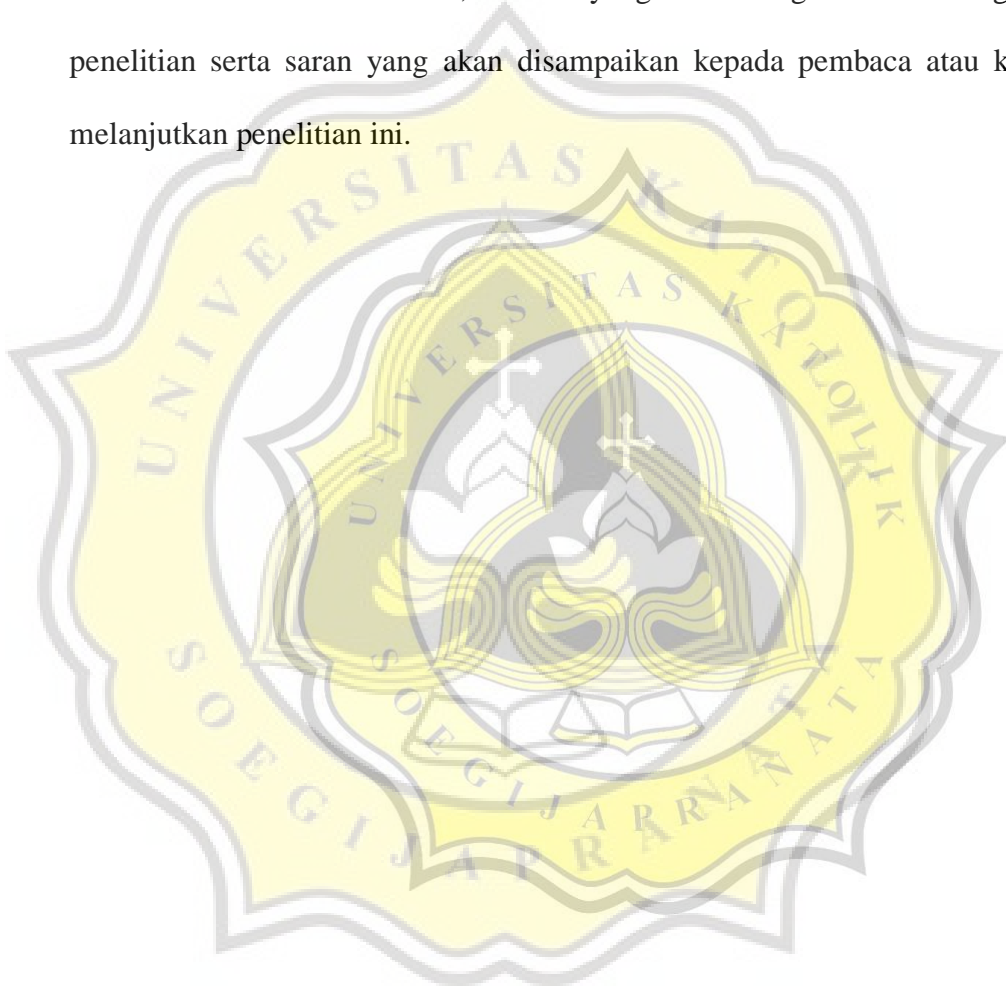 penelitian serta saran yang akan disampaikan kepada pembaca atau
melanjutkan penelitian ini.
UNIVERSITAS KATOLIK
SOEGIJAPRANATA
UNIVERSITAS KATOLIK
SOEGIJAPRANATA